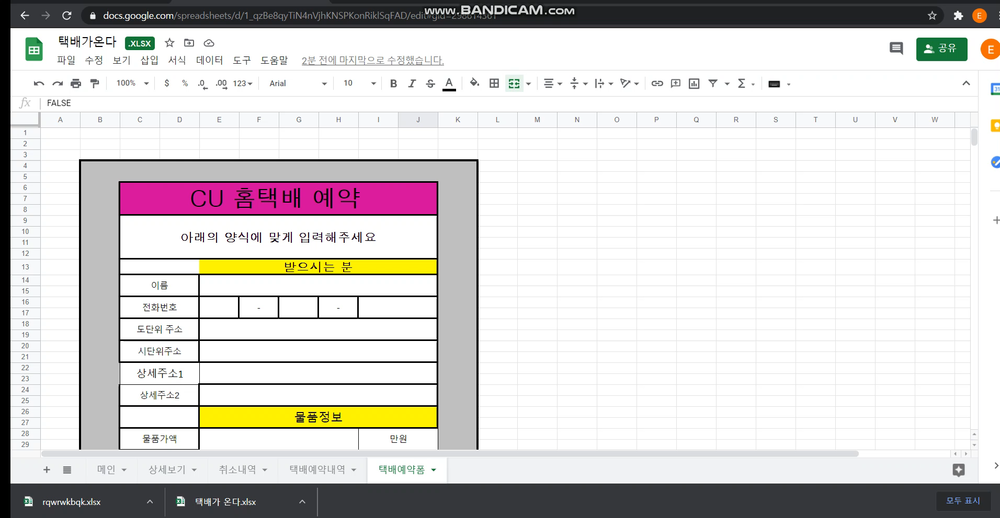 www.BANDICAM.com
docs.google.com/spreadsheets/d/1_qzBe8qyTiN4nVjhKNSPKonRiklSqFAD/edit#gid=298614361
E
택배가온다 .XLSX
파일 수정 보기 삽입 서식 데이터 도구 도움말 2분 전에 마지막으로 수정했습니다.
공유
E
100% $ % .0 .00 123 Arial 10 B I S A Σ
31
fx FALSE
A B C D E F G H I J K L M N O P Q R S T U V W
1
2
3
4
5
6
7
8
9
10
11
12
13
14
15
16
17
18
19
20
21
22
23
24
25
26
27
28
29
CU 홈택배 예약
아래의 양식에 맞게 입력해주세요
받으시는 분
이름
전화번호 - -
도단위 주소
시단위주소
상세주소1
상세주소2
물품정보
물품가액 만원
메인 상세보기 취소내역 택배예약내역 택배예약폼
rqwrwkbqk.xlsx 택배가 온다.xlsx 모두 표시